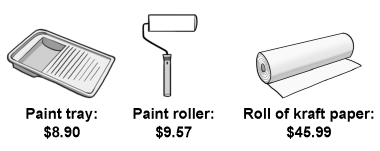 Paint tray: Paint roller: Roll of kraft paper:
$8.90 $9.57 $45.99